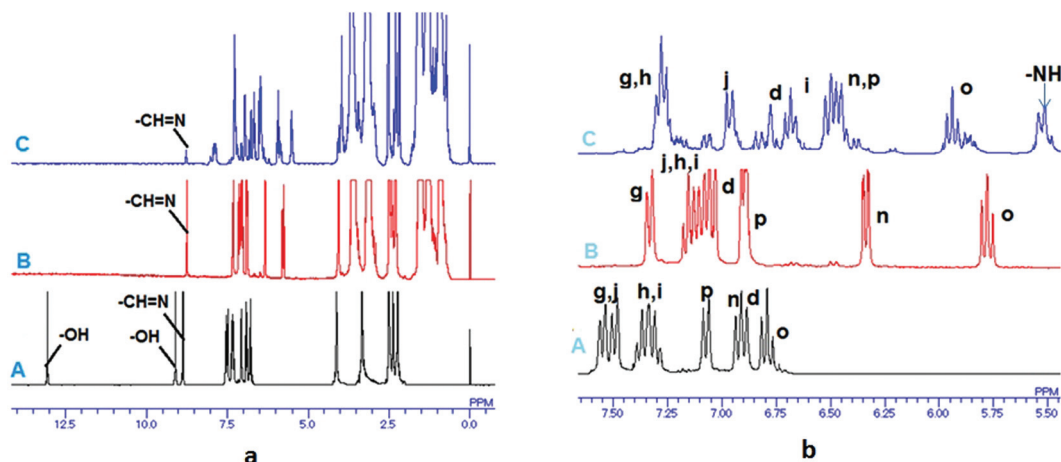 C
-CH=N
B
-CH=N
A
-OH
-CH=N
-OH
12.5 10.0 7.5 5.0 2.5 0.0
PPM
a
g,h j d i n,p o -NH
C
j,h,i
g d p n o
B
g,j h,i p n d o
A
7.50 7.25 7.00 6.75 6.50 6.25 6.00 5.75 5.50
PPM
b